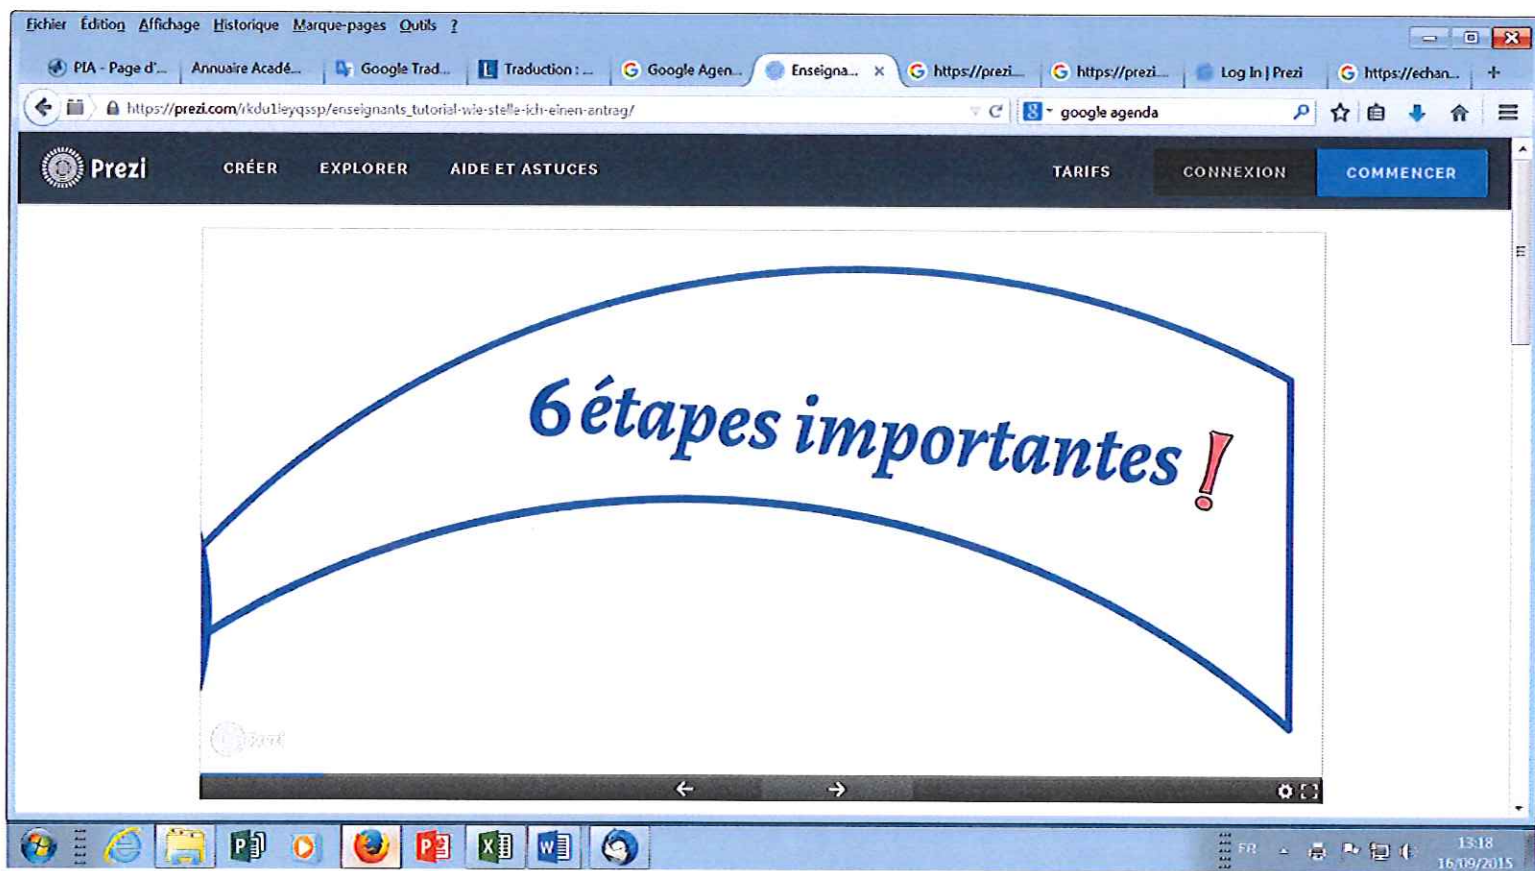 Fichier Édition Affichage Historique Marque-pages Outils ?
PIA - Page d'... Annuaire Acadé... Google Trad... Traduction : ... Google Agen... Enseigna... × https://prezi... https://prezi... Log In | Prezi https://echan... +
https://prezi.com/rkdu1leyqssp/enseignants_tutorial-wie-stelle-ich-einen-antrag/ google agenda
Prezi CRÉER EXPLORER AIDE ET ASTUCES TARIFS CONNEXION COMMENCER
6 étapes importantes !
Prezi
FR 13:18
16/09/2015